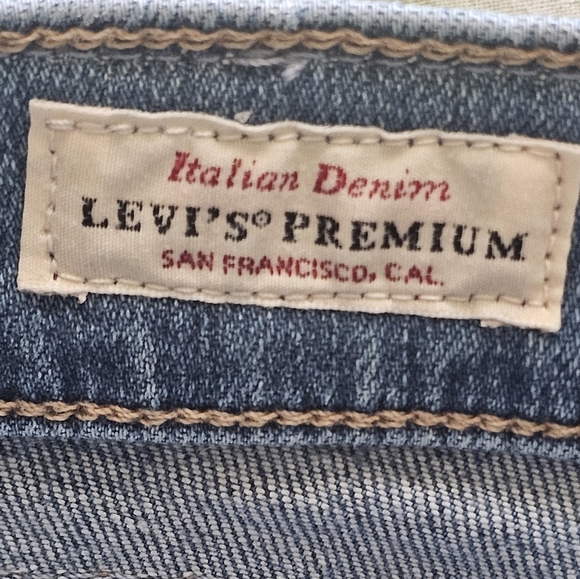 Italian Denim
LEVI'S® PREMIUM
SAN FRANCISCO, CAL.